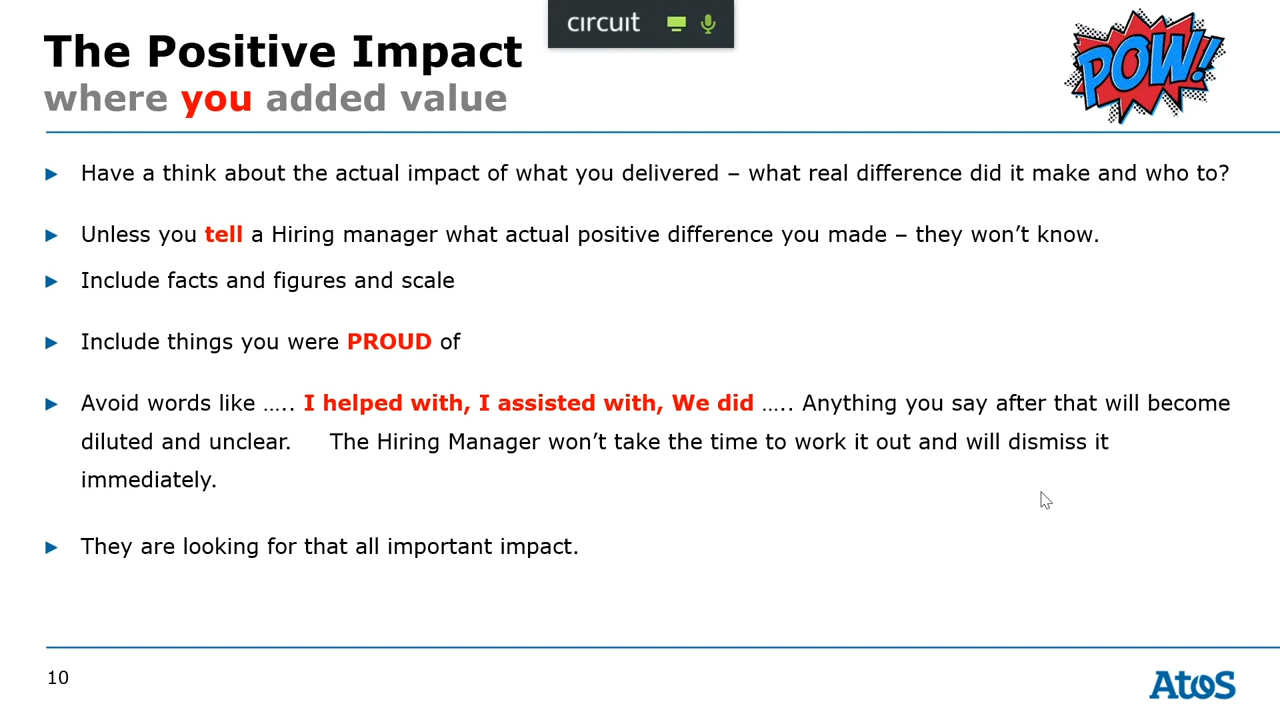 circuit
The Positive Impact
where you added value
POW!
Have a think about the actual impact of what you delivered – what real difference did it make and who to?
Unless you tell a Hiring manager what actual positive difference you made – they won’t know.
Include facts and figures and scale
Include things you were PROUD of
Avoid words like ….. I helped with, I assisted with, We did ….. Anything you say after that will become
diluted and unclear. The Hiring Manager won’t take the time to work it out and will dismiss it
immediately.
They are looking for that all important impact.
10
Atos